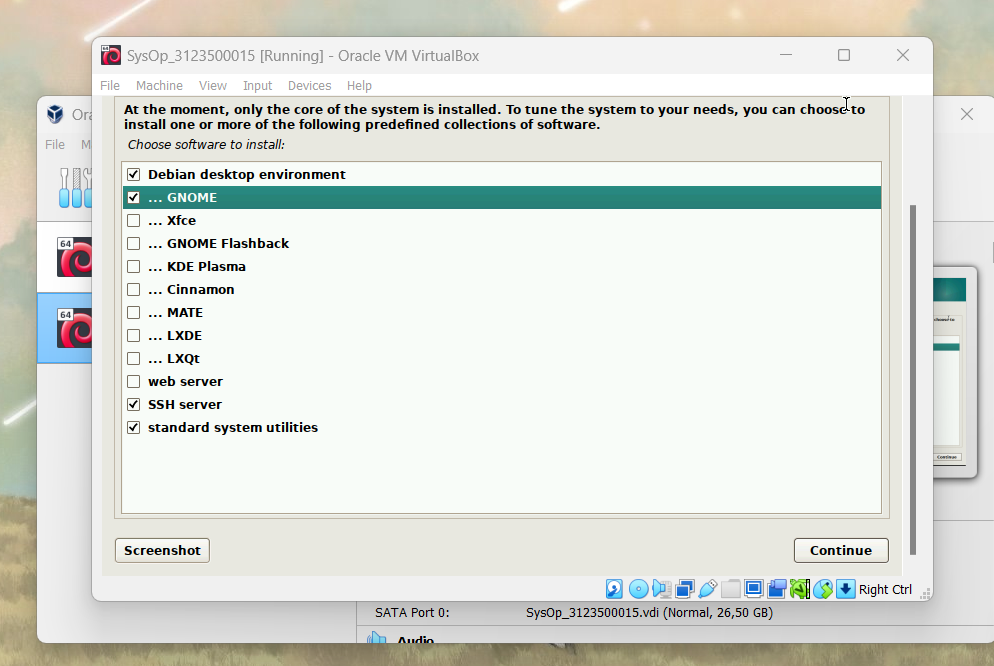 SysOp_3123500015 [Running] - Oracle VM VirtualBox
File Machine View Input Devices Help
Ora
File M
At the moment, only the core of the system is installed. To tune the system to your needs, you can choose to
install one or more of the following predefined collections of software.
Choose software to install:
Debian desktop environment
... GNOME
... Xfce
... GNOME Flashback
... KDE Plasma
... Cinnamon
... MATE
... LXDE
... LXQt
web server
SSH server
standard system utilities
64
64
choose to
Continue
Screenshot
Continue
Right Ctrl
SATA Port 0: SysOp_3123500015.vdi (Normal, 26,50 GB)
Audio